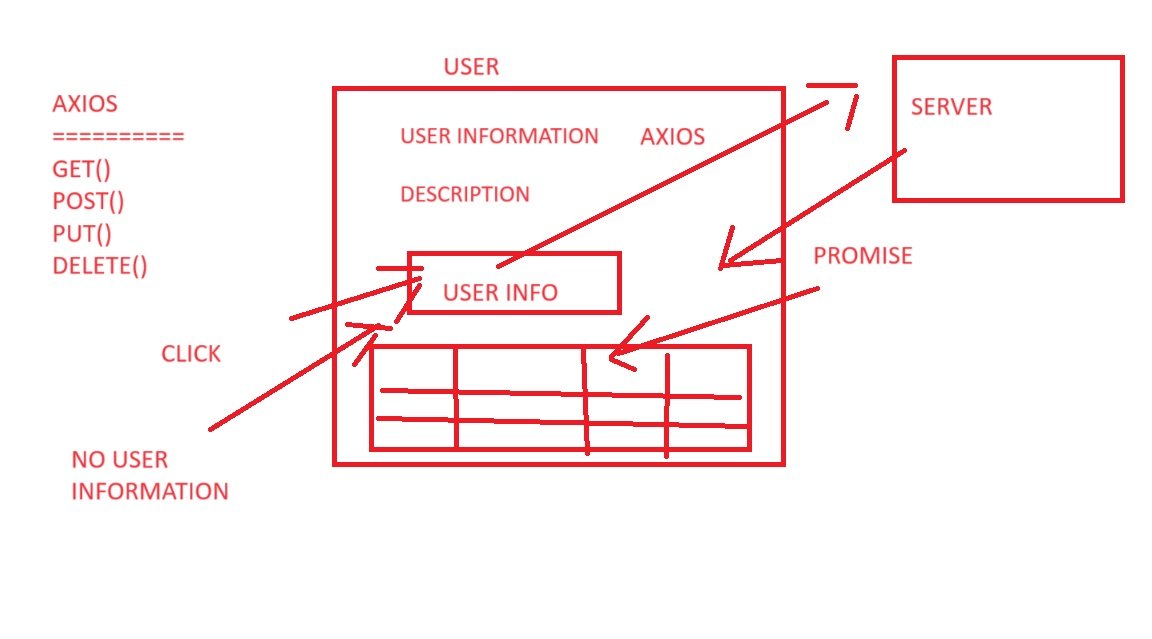 USER
AXIOS
==========
GET()
POST()
PUT()
DELETE()
USER INFORMATION
AXIOS
DESCRIPTION
USER INFO
SERVER
PROMISE
CLICK
NO USER
INFORMATION